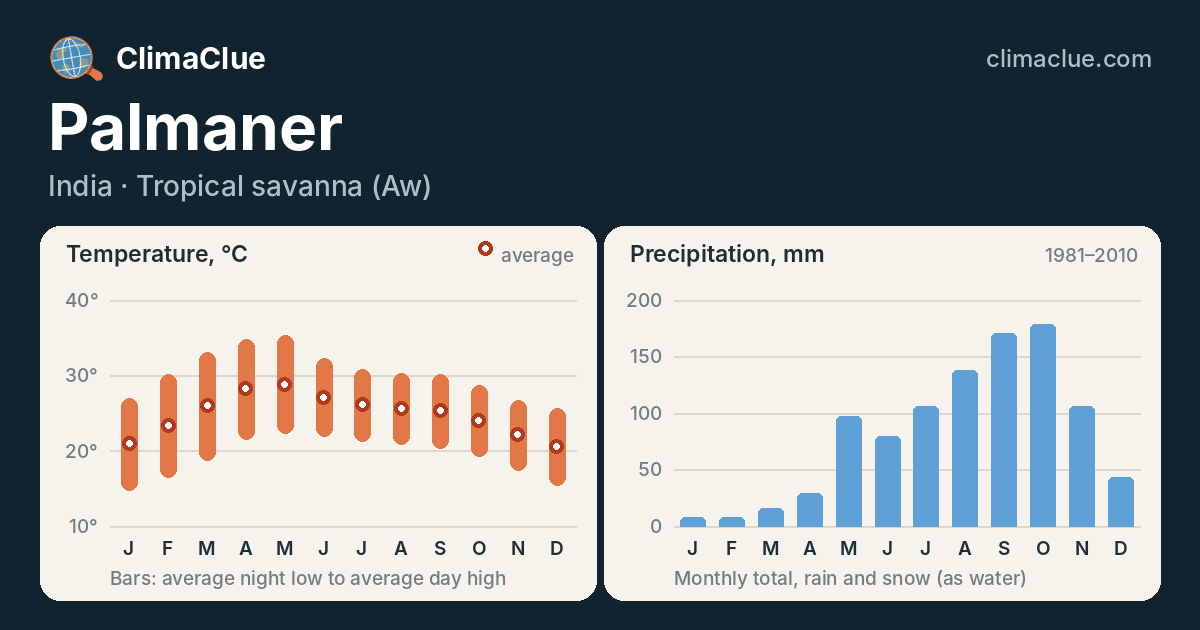 ClimaClue
climaclue.com
Palmaner
India · Tropical savanna (Aw)
Temperature, °C
average
40°
30°
20°
10°
J F M A M J J A S O N D
Bars: average night low to average day high
Precipitation, mm
1981–2010
200
150
100
50
0
J F M A M J J A S O N D
Monthly total, rain and snow (as water)